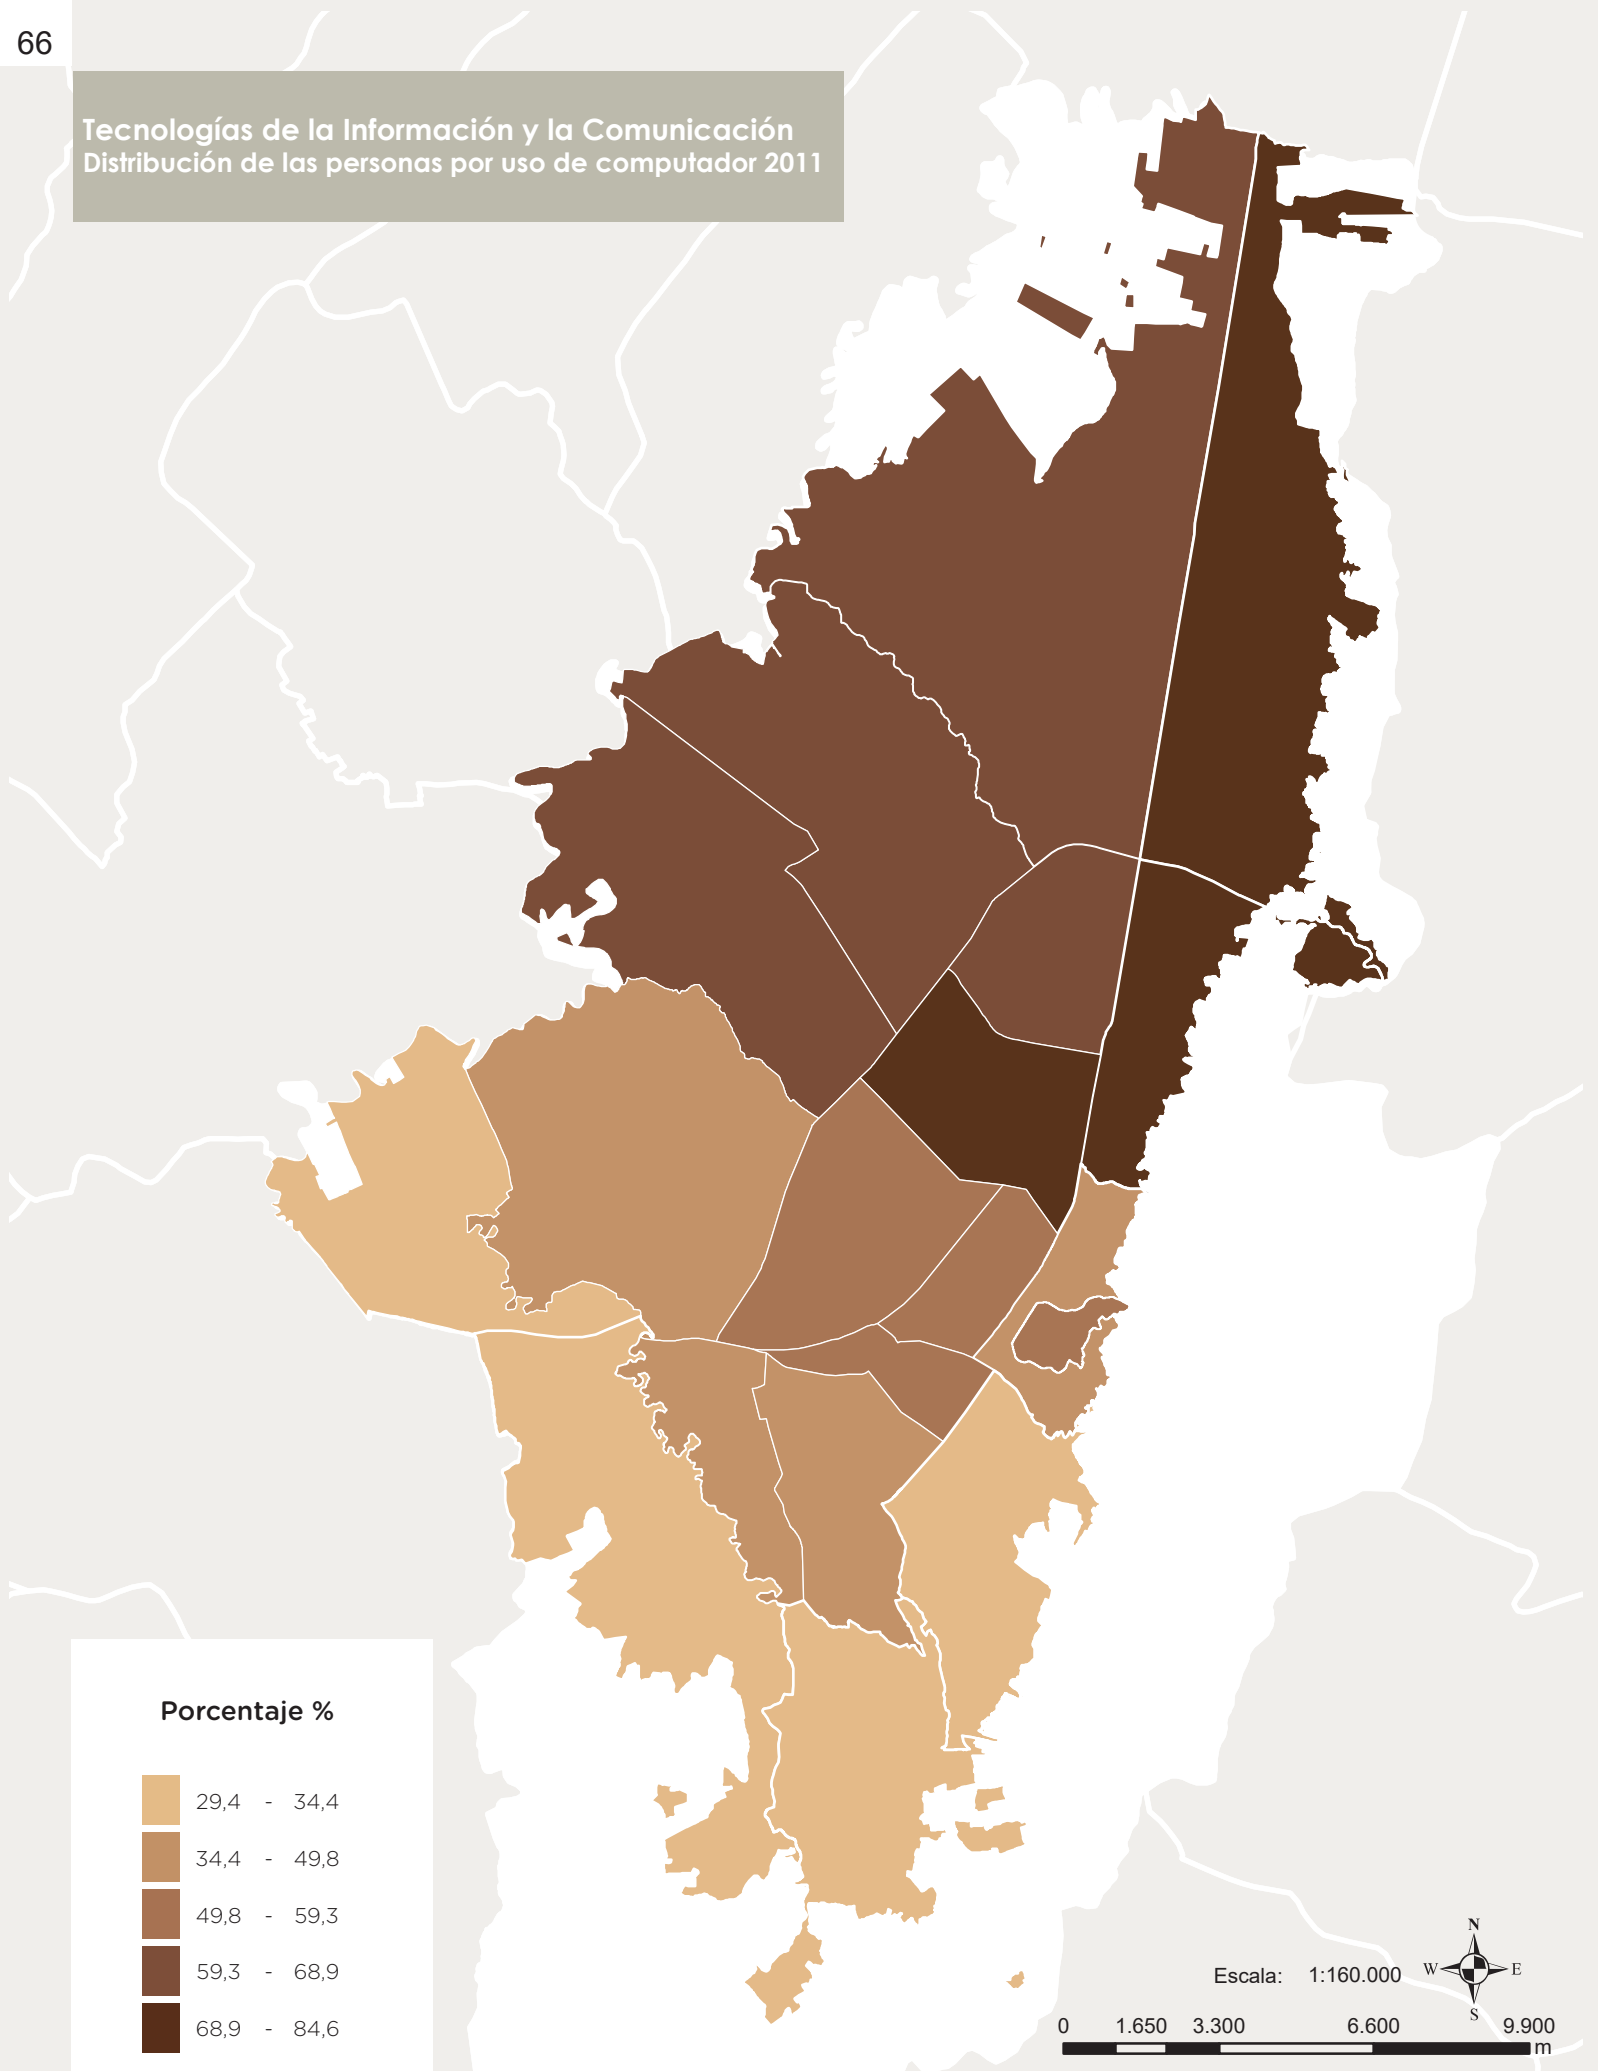 66
Tecnologías de la Información y la Comunicación
Distribución de las personas por uso de computador 2011
Porcentaje %
29,4 - 34,4
34,4 - 49,8
49,8 - 59,3
59,3 - 68,9
68,9 - 84,6
Escala: 1:160.000
N
W E
S
0 1.650 3.300 6.600 9.900
m